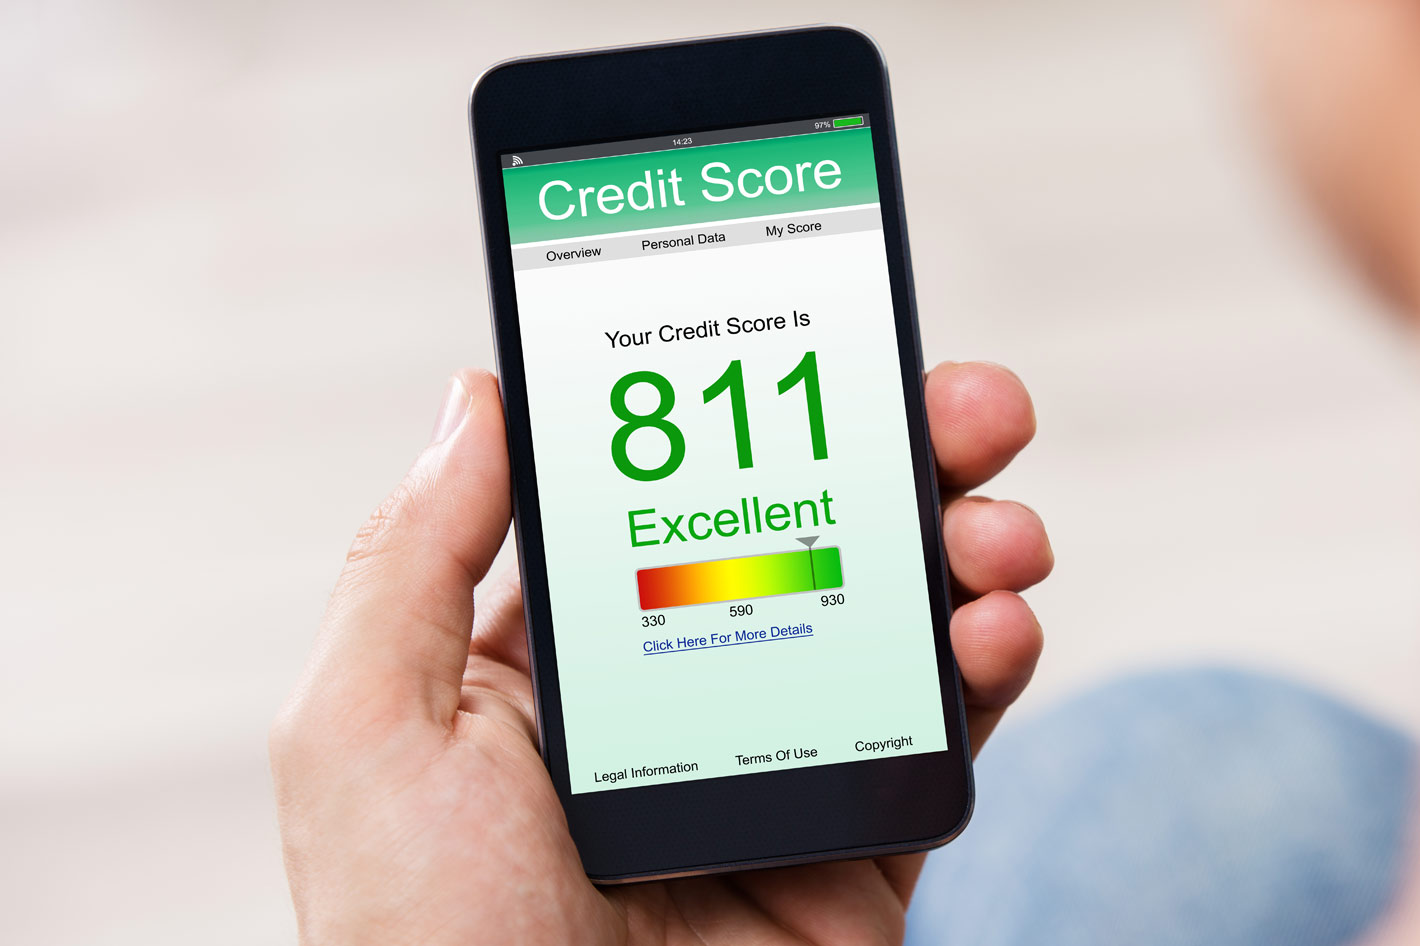 14:23 97%
Credit Score
Overview Personal Data My Score
Your Credit Score Is
811
Excellent
330 590 930
Click Here For More Details
Legal Information Terms Of Use Copyright